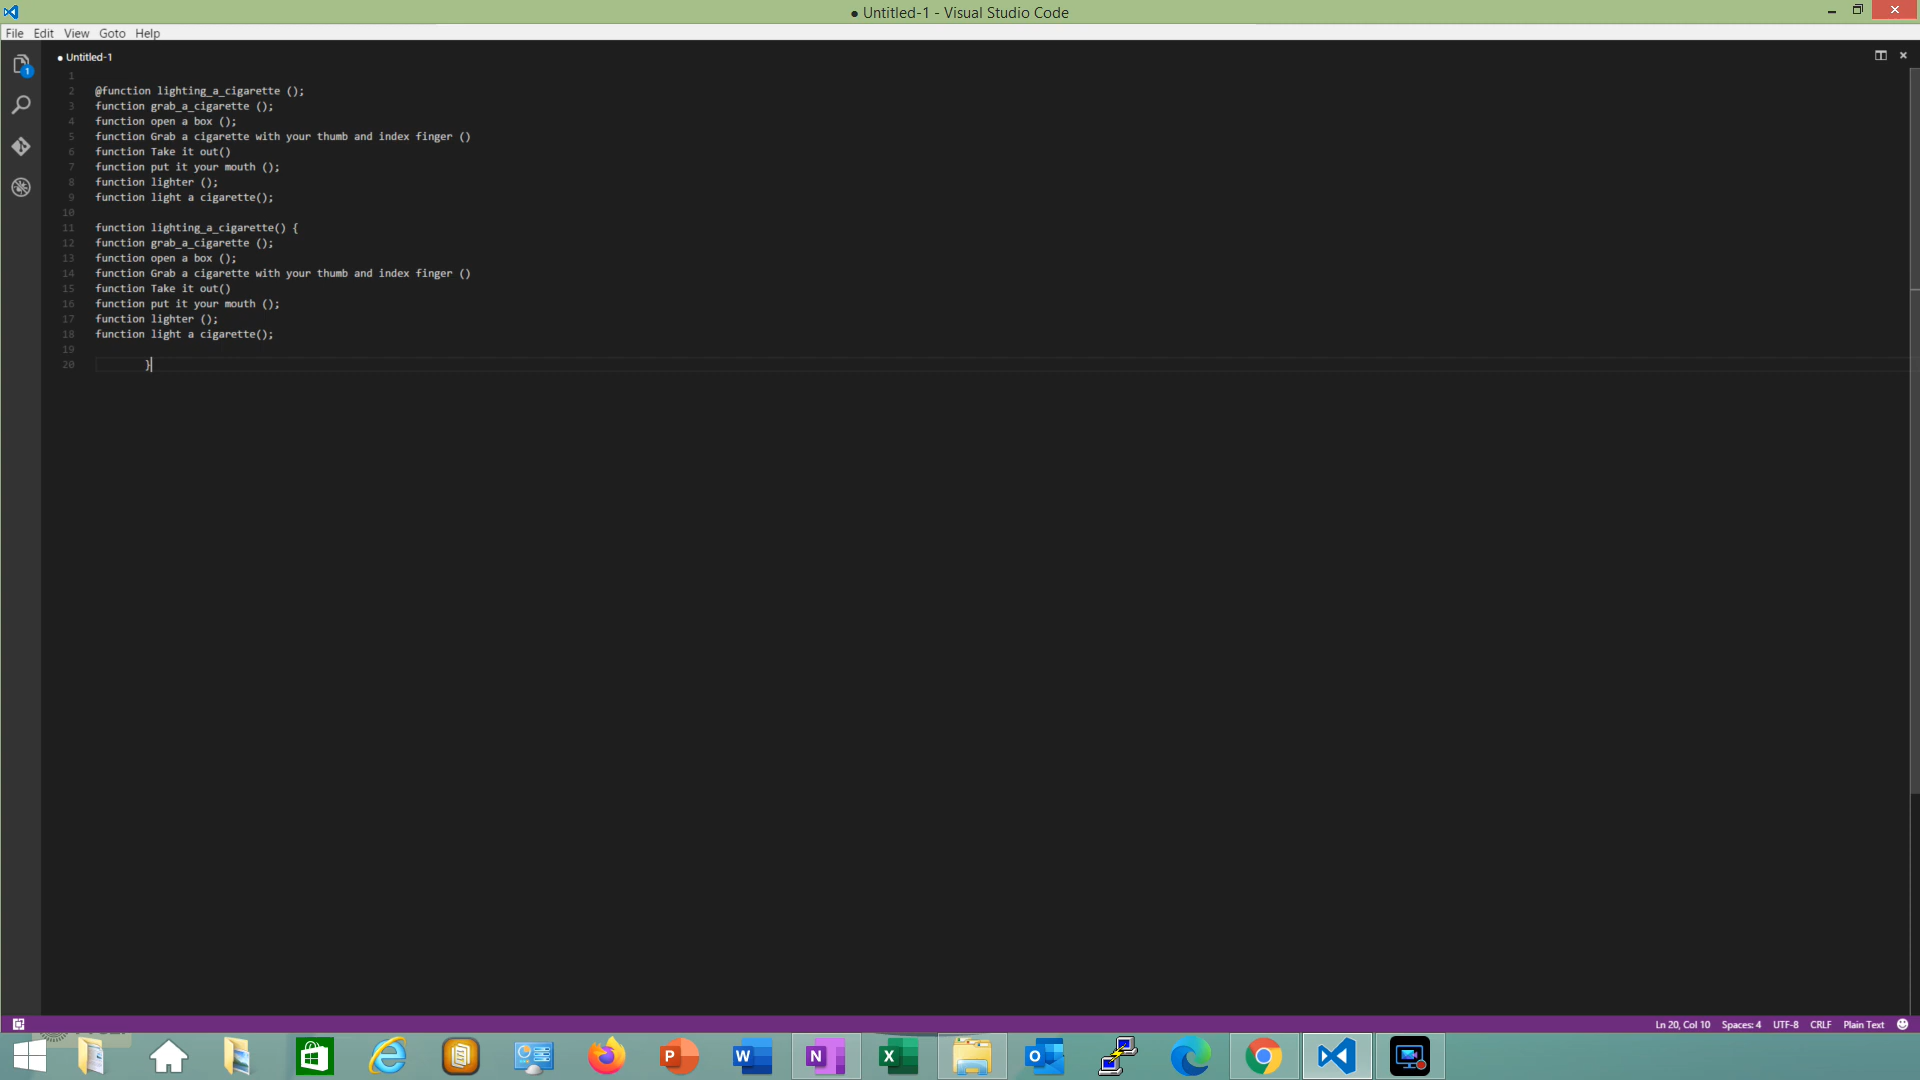 ● Untitled-1 - Visual Studio Code
File Edit View Goto Help
● Untitled-1
1
1
2 @function lighting_a_cigarette ();
3 function grab_a_cigarette ();
4 function open a box ();
5 function Grab a cigarette with your thumb and index finger ()
6 function Take it out()
7 function put it your mouth ();
8 function lighter ();
9 function light a cigarette();
10
11 function lighting_a_cigarette() {
12 function grab_a_cigarette ();
13 function open a box ();
14 function Grab a cigarette with your thumb and index finger ()
15 function Take it out()
16 function put it your mouth ();
17 function lighter ();
18 function light a cigarette();
19
20 }
Ln 20, Col 10 Spaces: 4 UTF-8 CRLF Plain Text
P W N X O